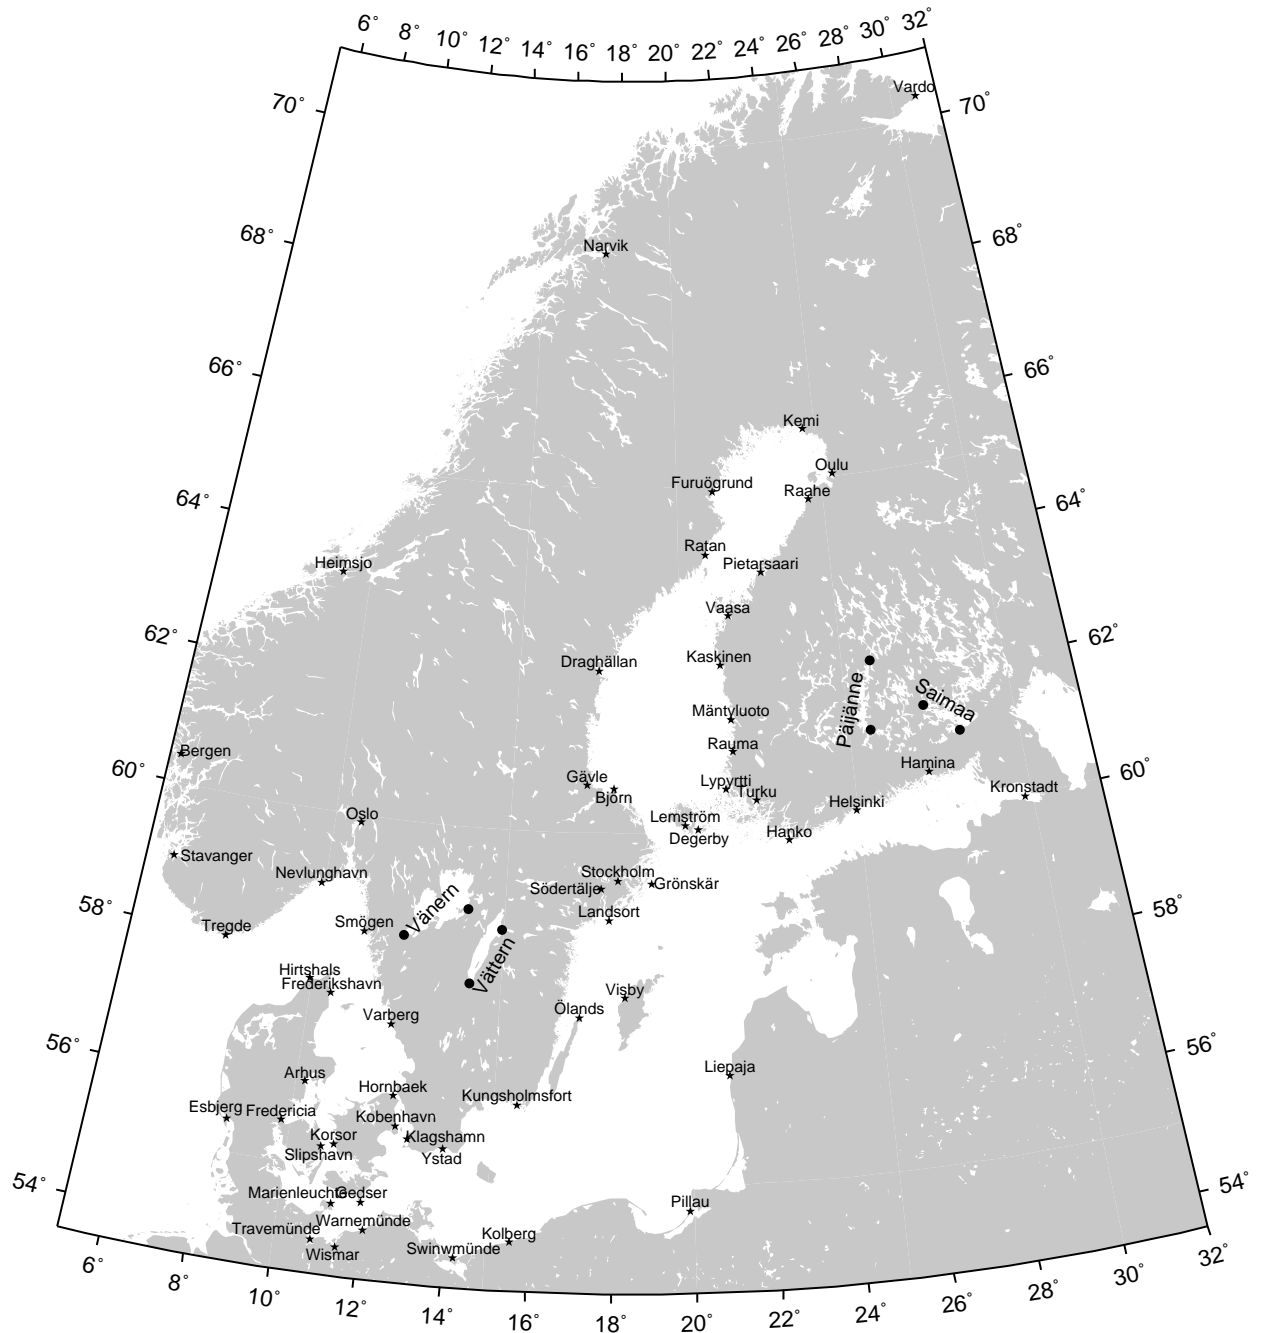 6° 8° 10° 12° 14° 16° 18° 20° 22° 24° 26° 28° 30° 32°
Vardo
70° 70°
68° 68°
Narvik
66° 66°
Kemi
Oulu
Furuögrund
Raahe
64° 64°
Ratan
Pietarsaari
Heimsjo
Vaasa
62° 62°
Kaskinen
Draghällan
Saimaa
Päijänne
Mäntyluoto
Rauma
Bergen
Hamina
60° 60°
Gävle
Lypyrtti
Turku
Björn
Kronstadt
Helsinki
Oslo
Lemström
Degerby
Hanko
Stavanger
Nevlunghavn
Stockholm
Södertälje
Grönskär
58° 58°
Vänern
Landsort
Smögen
Tregde
Vättern
Hirtshals
Frederikshavn
Visby
Ölands
Varberg
56° 56°
Liepaja
Arhus
Hornbaek
Kungsholmsfort
Esbjerg
Fredericia
Kobenhavn
Korsor
Klagshamn
Slipshavn
Ystad
54° 54°
Marienleuchte
Gedser
Pillau
Warnemünde
Travemünde
Kolberg
Wismar
Swinwmünde
6° 8° 10° 12° 14° 16° 18° 20° 22° 24° 26° 28° 30° 32°